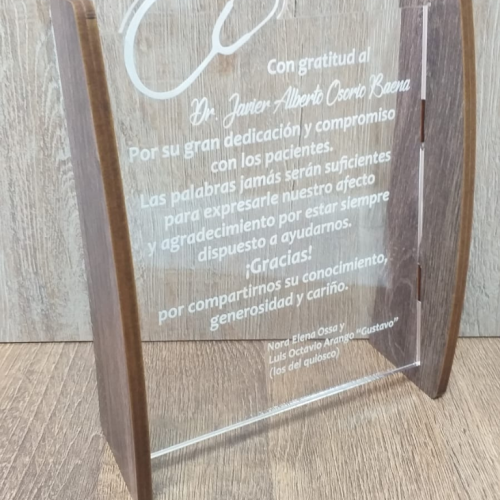 Con gratitud al
Dr. Javier Alberto Osorio Baena
Por su gran dedicación y compromiso
con los pacientes.
Las palabras jamás serán suficientes
para expresarle nuestro afecto
y agradecimiento por estar siempre
dispuesto a ayudarnos.
¡Gracias!
por compartirnos su conocimiento,
generosidad y cariño.
Nora Elena Ossa y
Luis Octavio Arango "Gustavo"
(los del quiosco)